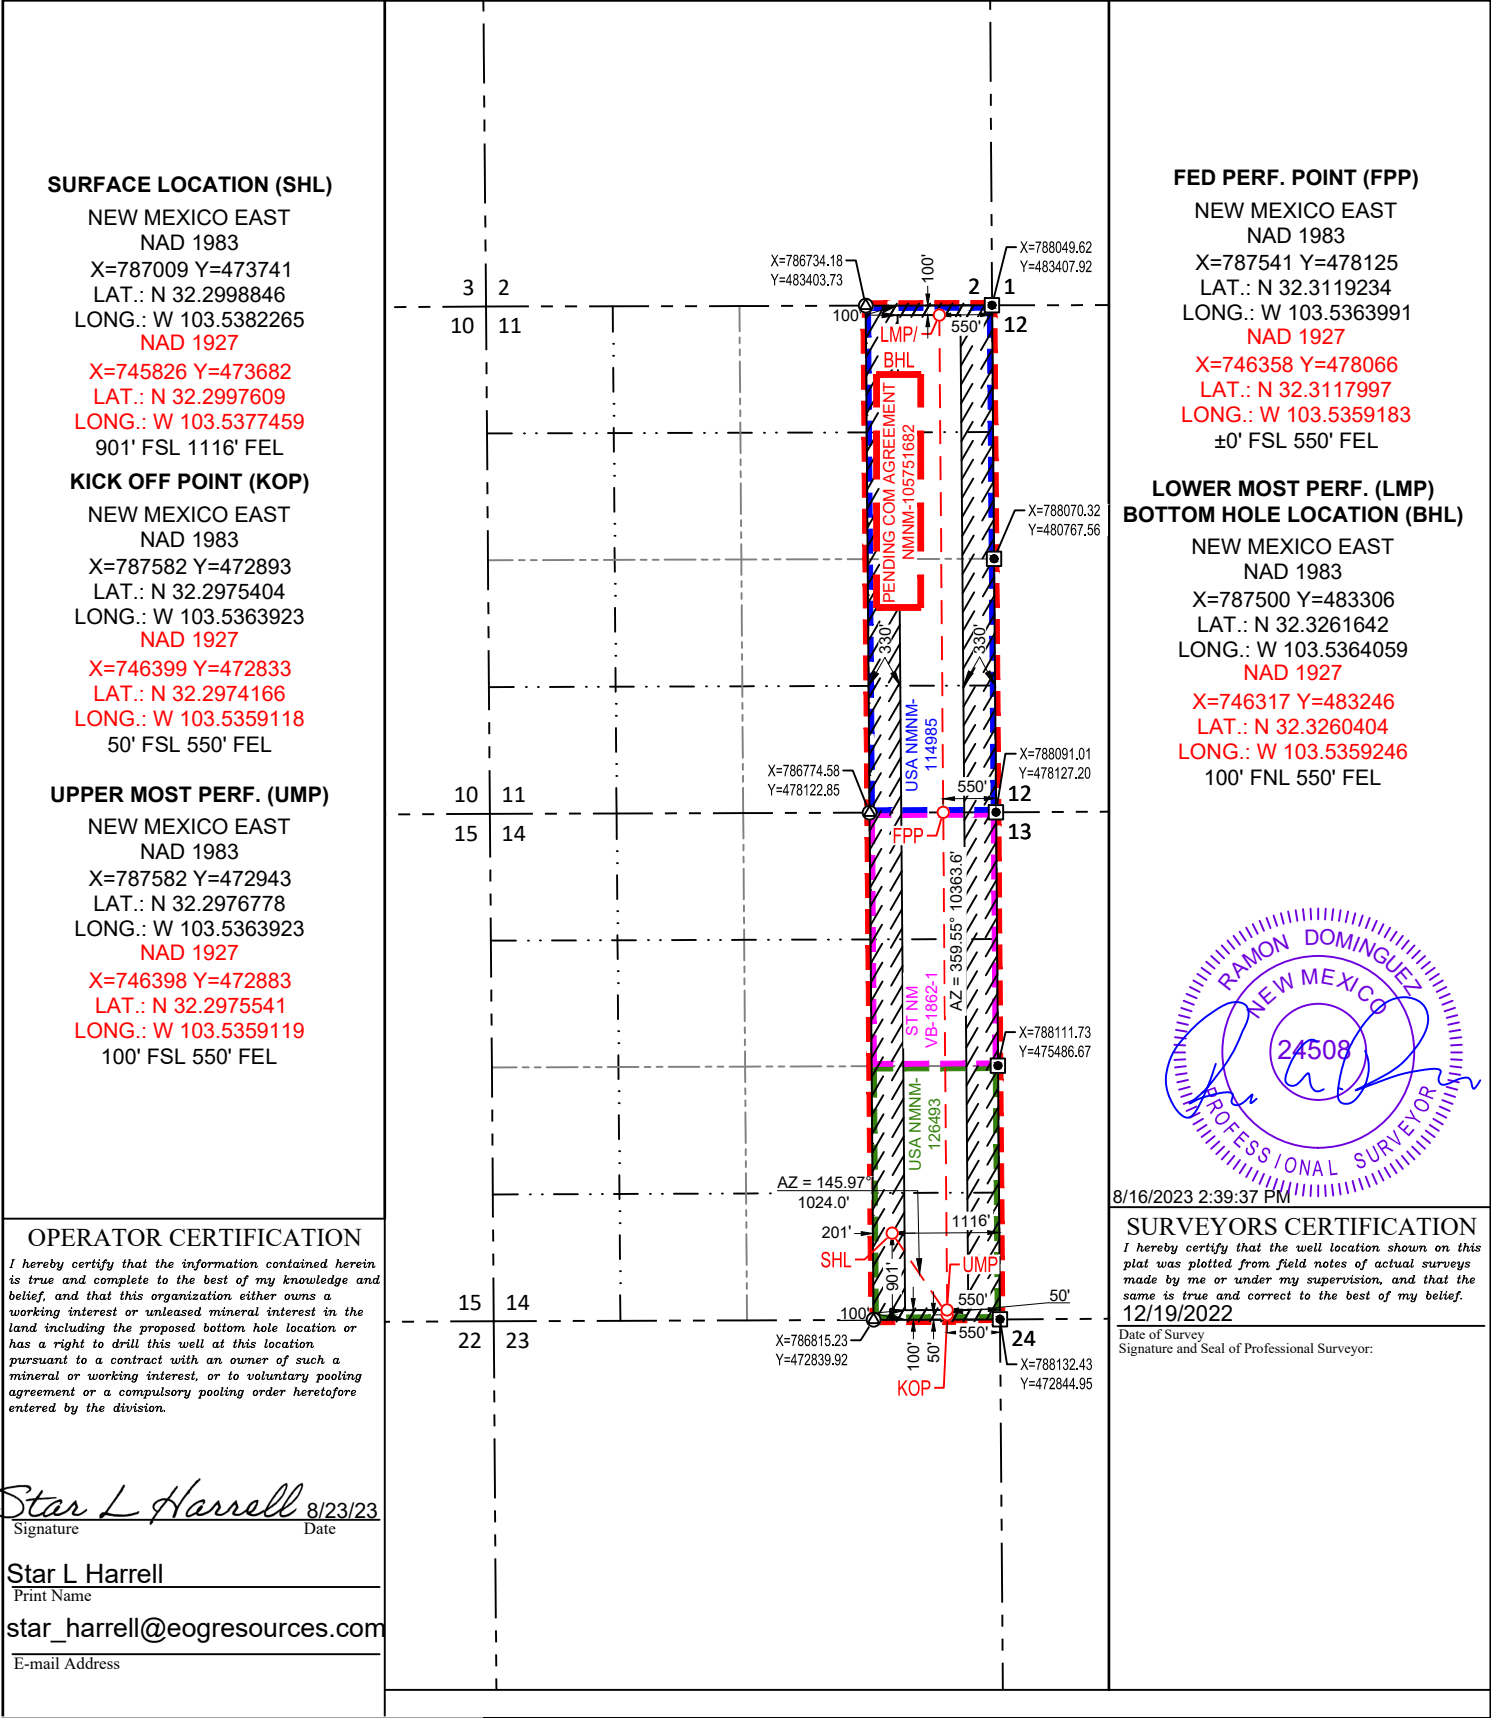 SURFACE LOCATION (SHL)
NEW MEXICO EAST
NAD 1983
X=787009 Y=473741
LAT.: N 32.2998846
LONG.: W 103.5382265
NAD 1927
X=745826 Y=473682
LAT.: N 32.2997609
LONG.: W 103.5377459
901' FSL 1116' FEL
KICK OFF POINT (KOP)
NEW MEXICO EAST
NAD 1983
X=787582 Y=472893
LAT.: N 32.2975404
LONG.: W 103.5363923
NAD 1927
X=746399 Y=472833
LAT.: N 32.2974166
LONG.: W 103.5359118
50' FSL 550' FEL
UPPER MOST PERF. (UMP)
NEW MEXICO EAST
NAD 1983
X=787582 Y=472943
LAT.: N 32.2976778
LONG.: W 103.5363923
NAD 1927
X=746398 Y=472883
LAT.: N 32.2975541
LONG.: W 103.5359119
100' FSL 550' FEL
OPERATOR CERTIFICATION
I hereby certify that the information contained herein
is true and complete to the best of my knowledge and
belief, and that this organization either owns a
working interest or unleased mineral interest in the
land including the proposed bottom hole location or
has a right to drill this well at this location
pursuant to a contract with an owner of such a
mineral or working interest, or to voluntary pooling
agreement or a compulsory pooling order heretofore
entered by the division.
Star L Harrell 8/23/23
Signature Date
Star L Harrell
Print Name
star_harrell@eogresources.com
E-mail Address
X=786734.18
Y=483403.73
X=788049.62
Y=483407.92
100'
3 2
10 11
2 1
12
100'
550'
LMP/
BHL
PENDING COM AGREEMENT
NMNM-105751682
X=788070.32
Y=480767.56
330'
330'
USA NMNM-
114985
X=786774.58
Y=478122.85
X=788091.01
Y=478127.20
550'
10 11
15 14
12
13
FPP
AZ = 359.55° 10363.6'
ST NM
VB-1862-1
X=788111.73
Y=475486.67
USA NMNM-
126493
AZ = 145.97°
1024.0'
201'
1116'
SHL
901'
UMP
550'
50'
100'
15 14
22 23
24
X=786815.23
Y=472839.92
100'
50'
550'
X=788132.43
Y=472844.95
KOP
FED PERF. POINT (FPP)
NEW MEXICO EAST
NAD 1983
X=787541 Y=478125
LAT.: N 32.3119234
LONG.: W 103.5363991
NAD 1927
X=746358 Y=478066
LAT.: N 32.3117997
LONG.: W 103.5359183
±0' FSL 550' FEL
LOWER MOST PERF. (LMP)
BOTTOM HOLE LOCATION (BHL)
NEW MEXICO EAST
NAD 1983
X=787500 Y=483306
LAT.: N 32.3261642
LONG.: W 103.5364059
NAD 1927
X=746317 Y=483246
LAT.: N 32.3260404
LONG.: W 103.5359246
100' FNL 550' FEL
RAMON DOMINGUEZ
NEW MEXICO
24508
PROFESSIONAL SURVEYOR
8/16/2023 2:39:37 PM
SURVEYORS CERTIFICATION
I hereby certify that the well location shown on this
plat was plotted from field notes of actual surveys
made by me or under my supervision, and that the
same is true and correct to the best of my belief.
12/19/2022
Date of Survey
Signature and Seal of Professional Surveyor: